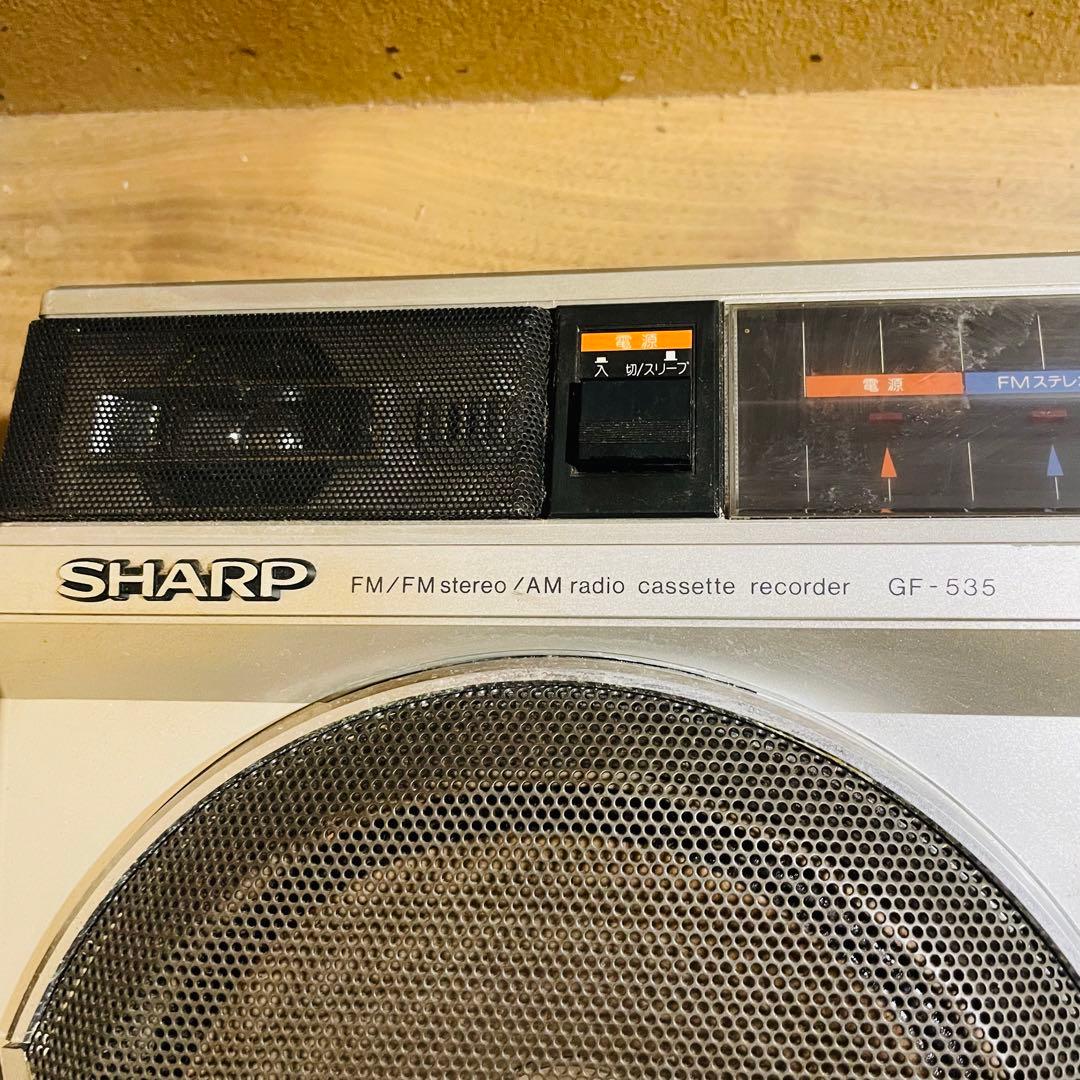 電源
入 切/スリープ
電源
FMステレ
SHARP FM/FM stereo/AM radio cassette recorder GF-535